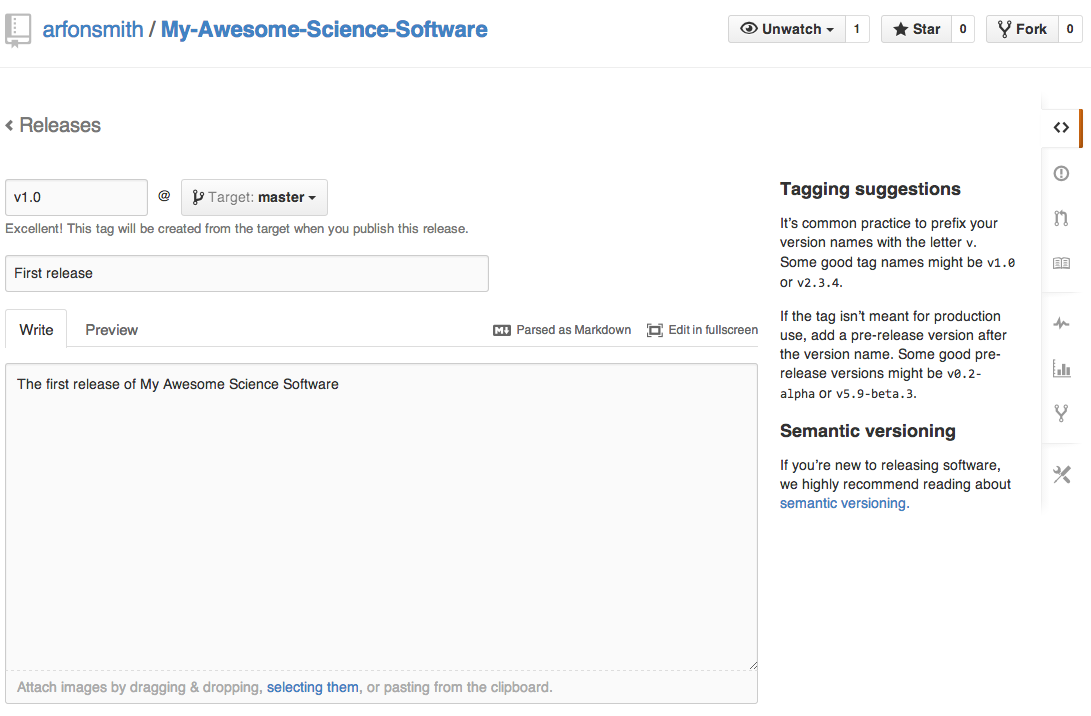 arfonsmith / My-Awesome-Science-Software
Unwatch 1
Star 0
Fork 0
Releases
v1.0 @ Target: master
Excellent! This tag will be created from the target when you publish this release.
First release
Write Preview
Parsed as Markdown Edit in fullscreen
The first release of My Awesome Science Software
Attach images by dragging & dropping, selecting them, or pasting from the clipboard.
Tagging suggestions
It’s common practice to prefix your
version names with the letter v.
Some good tag names might be v1.0
or v2.3.4.
If the tag isn’t meant for production
use, add a pre-release version after
the version name. Some good pre-
release versions might be v0.2-
alpha or v5.9-beta.3.
Semantic versioning
If you’re new to releasing software,
we highly recommend reading about
semantic versioning.